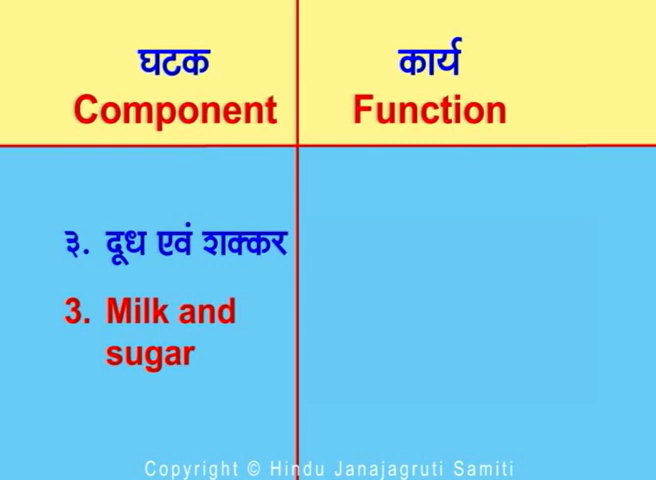 घटक
कार्य
Component
Function
३. दूध एवं शक्कर
3. Milk and
sugar
Copyright © Hindu Janajagruti Samiti